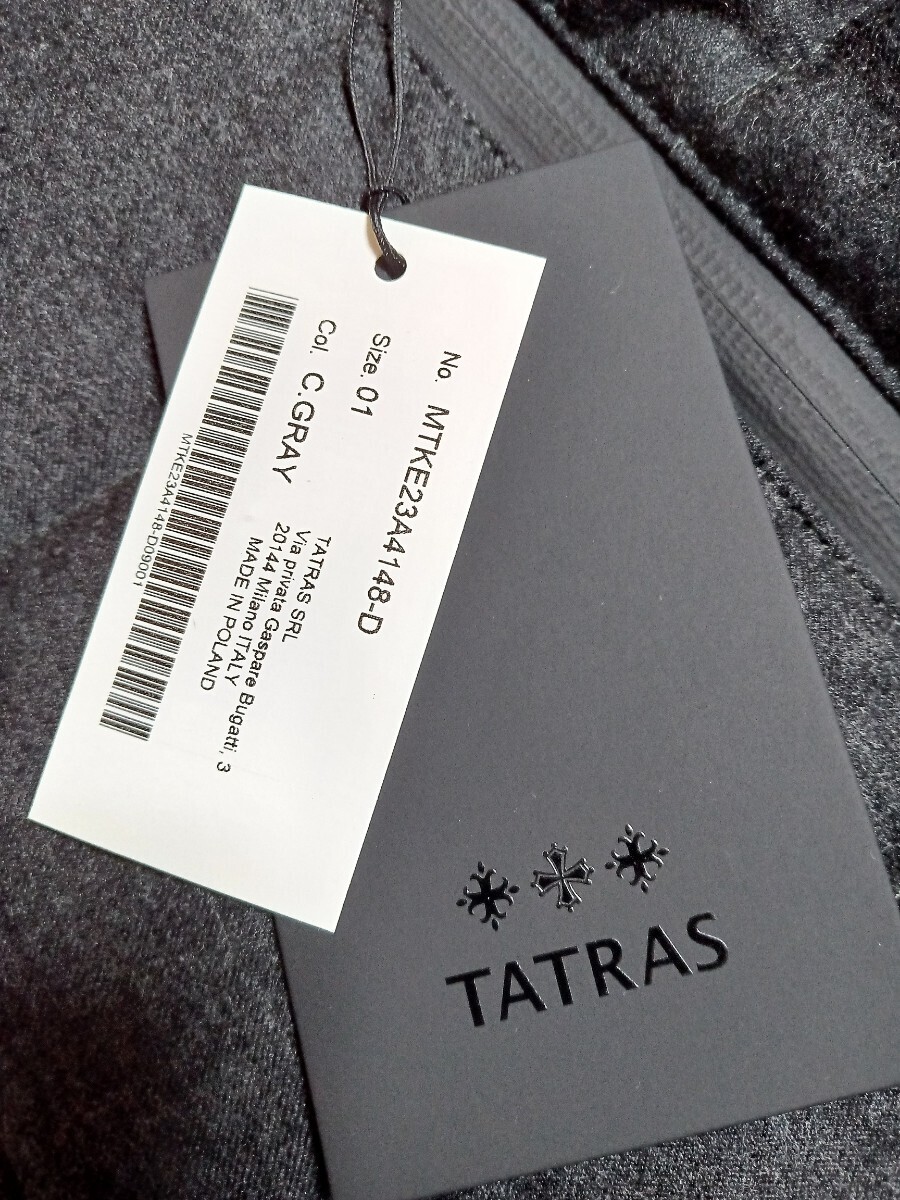 No. MTKE23A4148-D
Size. 01
Col. C.GRAY
TATRAS SRL
Via privata Gaspare Bugatti, 3
20144 Milano ITALY
MADE IN POLAND
MTKE23A4148-D09001
TATRAS